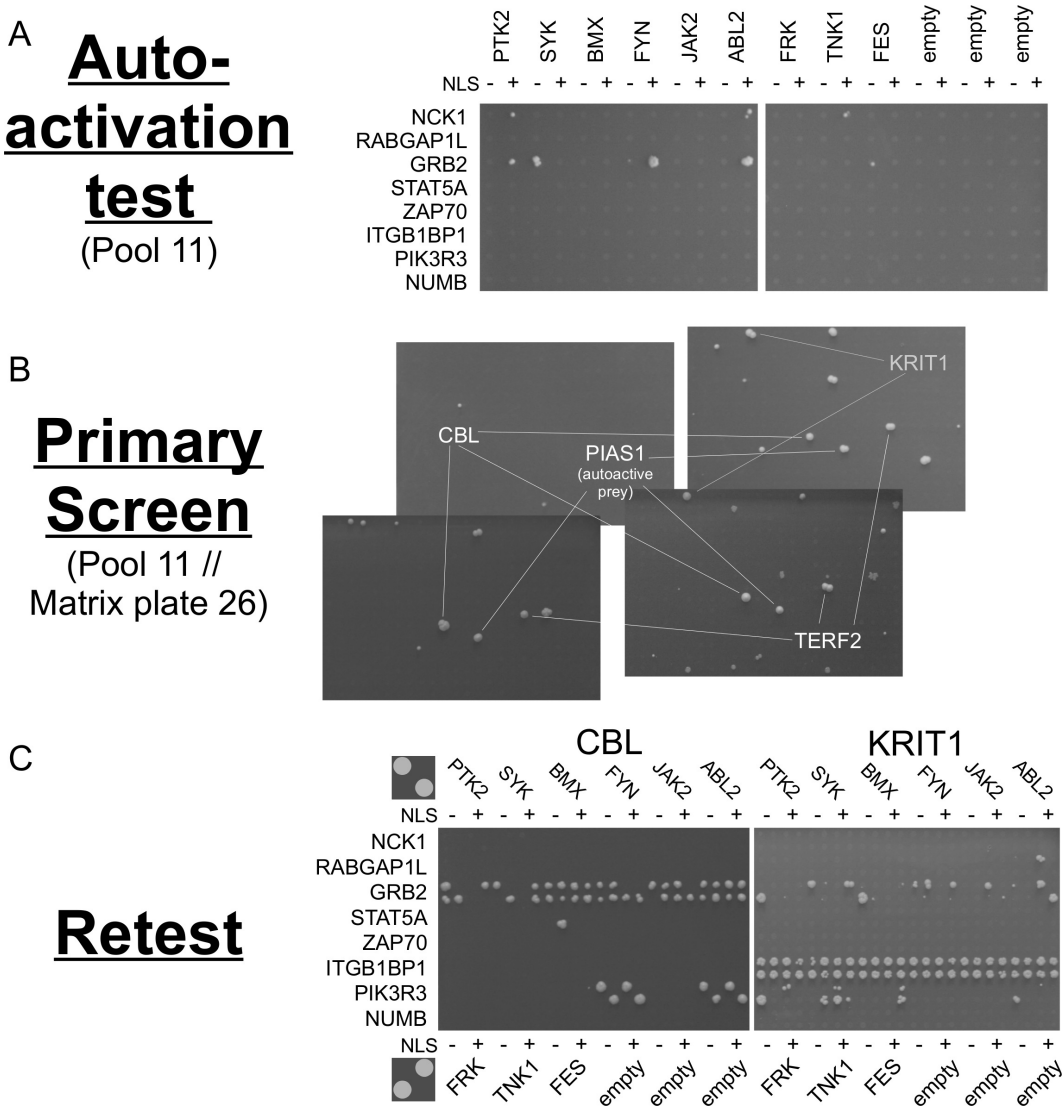 A
Auto-
activation
test
(Pool 11)
PTK2 SYK BMX FYN JAK2 ABL2 FRK TNK1 FES empty empty empty
NLS - + - + - + - + - + - + - + - + - + - + - + - +
NCK1
RABGAP1L
GRB2
STAT5A
ZAP70
ITGB1BP1
PIK3R3
NUMB
B
Primary
Screen
(Pool 11 //
Matrix plate 26)
KRIT1
CBL
PIAS1
(autoactive
prey)
TERF2
C
Retest
CBL KRIT1
PTK2 SYK BMX FYN JAK2 ABL2 PTK2 SYK BMX FYN JAK2 ABL2
NLS - + - + - + - + - + - + - + - + - + - + - + - +
NCK1
RABGAP1L
GRB2
STAT5A
ZAP70
ITGB1BP1
PIK3R3
NUMB
NLS - + - + - + - + - + - + - + - + - + - + - + - +
FRK TNK1 FES empty empty empty FRK TNK1 FES empty empty empty